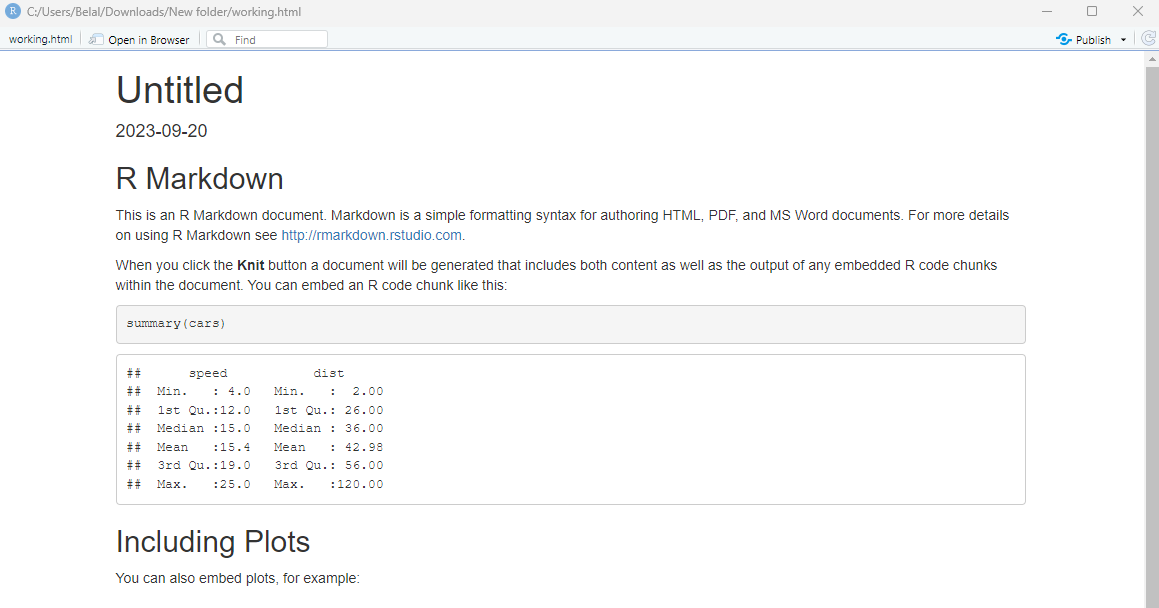 R C:/Users/Belal/Downloads/New folder/working.html
working.html Open in Browser Find Publish
Untitled
2023-09-20
R Markdown
This is an R Markdown document. Markdown is a simple formatting syntax for authoring HTML, PDF, and MS Word documents. For more details
on using R Markdown see http://rmarkdown.rstudio.com.
When you click the Knit button a document will be generated that includes both content as well as the output of any embedded R code chunks
within the document. You can embed an R code chunk like this:
summary(cars)
##      speed           dist
##  Min.   : 4.0   Min.   :  2.00
##  1st Qu.:12.0   1st Qu.: 26.00
##  Median :15.0   Median : 36.00
##  Mean   :15.4   Mean   : 42.98
##  3rd Qu.:19.0   3rd Qu.: 56.00
##  Max.   :25.0   Max.   :120.00
Including Plots
You can also embed plots, for example: